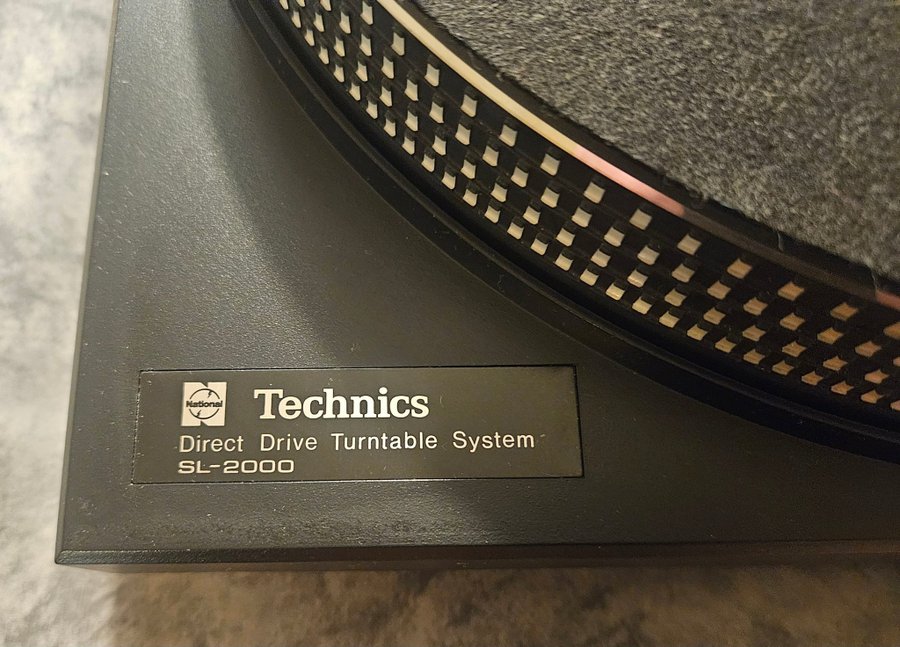 National Technics
Direct Drive Turntable System
SL-2000